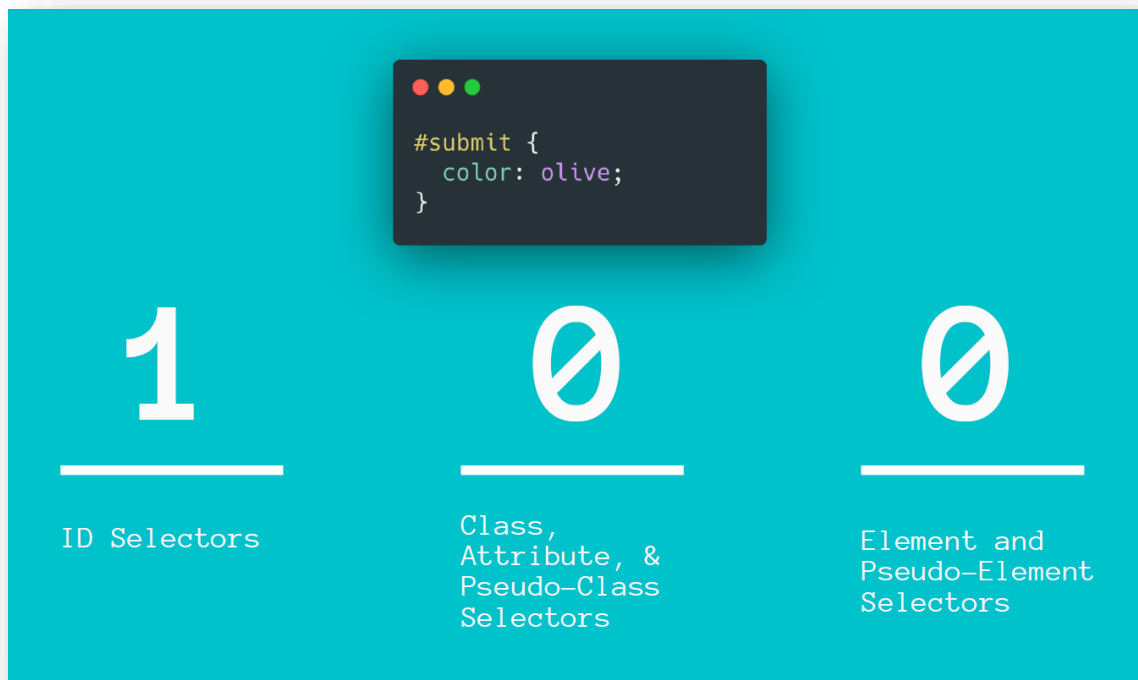 #submit {
  color: olive;
}
1 0 0
ID Selectors
Class,
Attribute, &
Pseudo-Class
Selectors
Element and
Pseudo-Element
Selectors